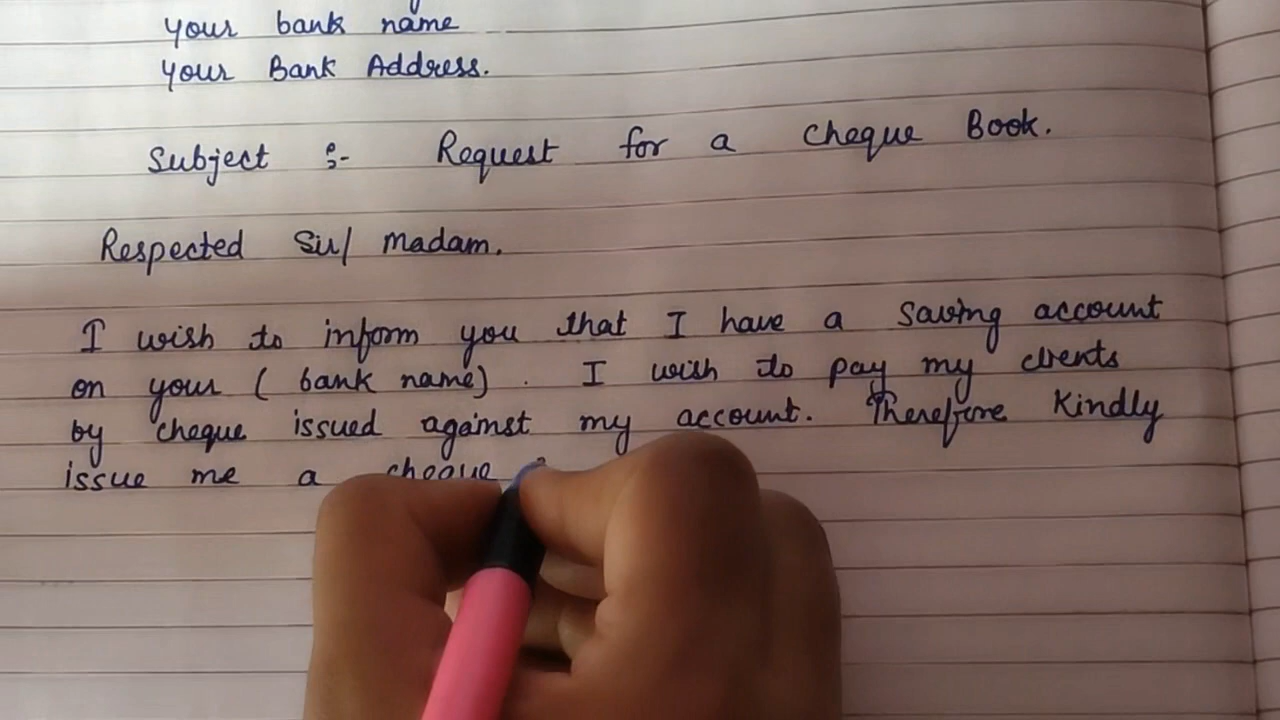 your bank name
Your Bank Address.
Subject :- Request for a cheque Book.
Respected Sir/ Madam.
I wish to inform you that I have a saving account
on your ( bank name) . I wish to pay my clients
by cheque issued against my account. Therefore Kindly
issue me a cheque